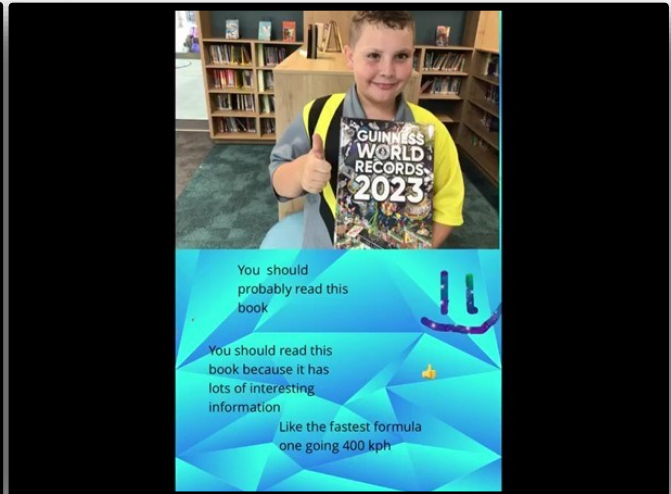 GUINNESS
WORLD
RECORDS
2023
You should
probably read this
book
You should read this
book because it has
lots of interesting
information
Like the fastest formula
one going 400 kph